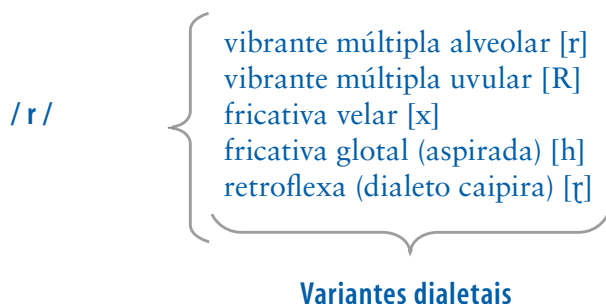 / r /
vibrante múltipla alveolar [r]
vibrante múltipla uvular [R]
fricativa velar [x]
fricativa glotal (aspirada) [h]
retroflexa (dialeto caipira) [ɽ]
Variantes dialetais